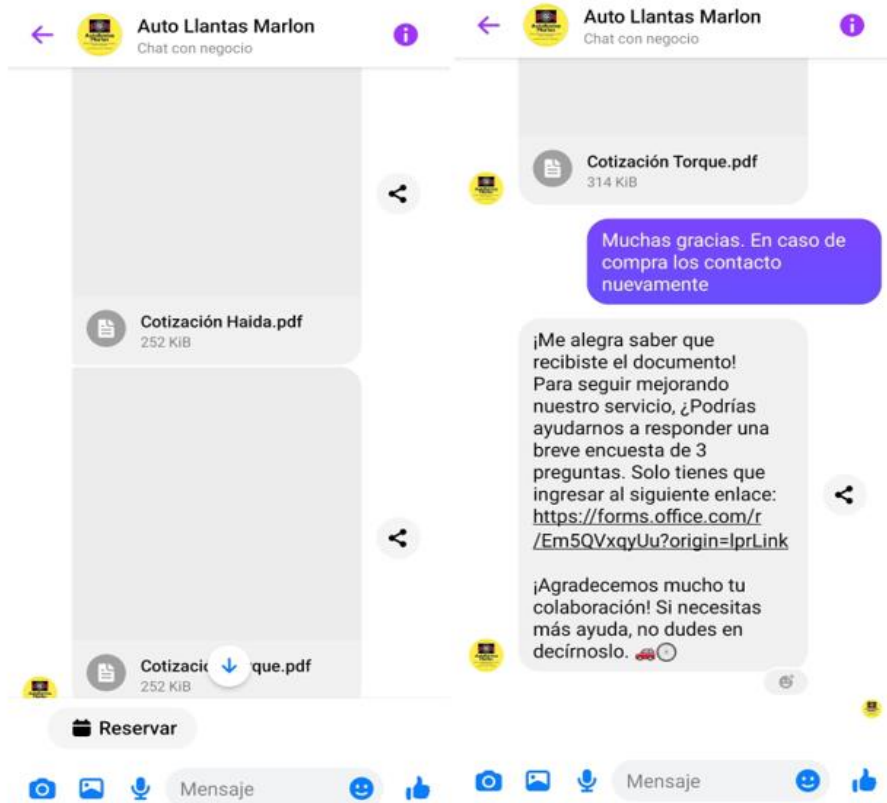 Auto Llantas Marlon
Chat con negocio
Cotización Haida.pdf
252 KiB
que.pdf
252 KiB
Reservar
Mensaje
Auto Llantas Marlon
Chat con negocio
Cotización Torque.pdf
314 KiB
Muchas gracias. En caso de
compra los contacto
nuevamente
¡Me alegra saber que
recibiste el documento!
Para seguir mejorando
nuestro servicio, ¿Podrías
ayudarnos a responder una
breve encuesta de 3
preguntas. Solo tienes que
ingresar al siguiente enlace:
https://forms.office.com/r
/Em5QVxqyUu?origin=lprLink
¡Agradecemos mucho tu
colaboración! Si necesitas
más ayuda, no dudes en
decírnoslo. 🚗🛞
Mensaje